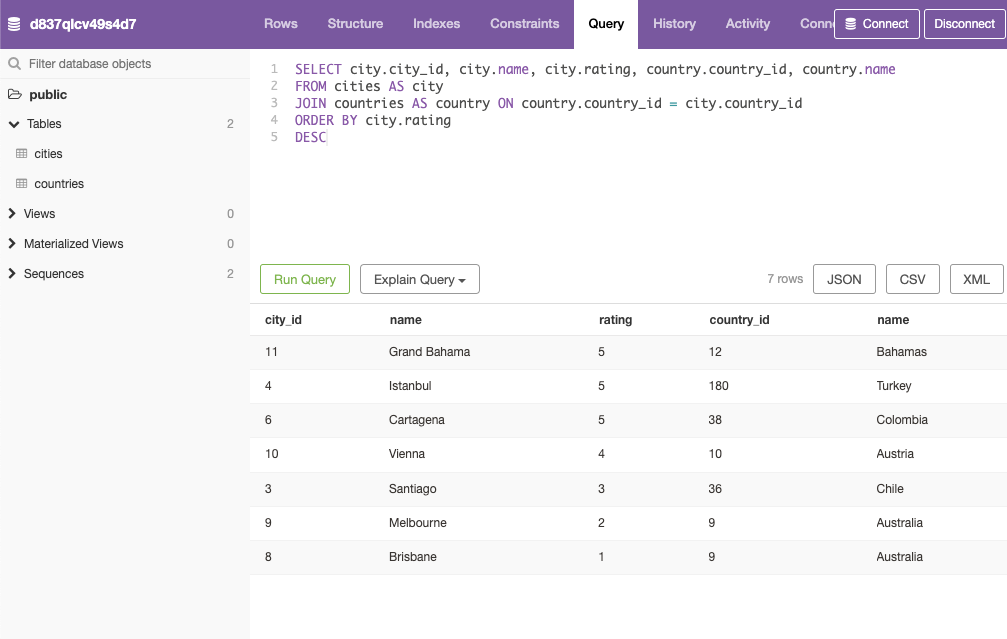 d837qlcv49s4d7
Rows Structure Indexes Constraints Query History Activity Conn Connect Disconnect
Filter database objects
public
Tables 2
cities
countries
Views 0
Materialized Views 0
Sequences 2
1 SELECT city.city_id, city.name, city.rating, country.country_id, country.name
2 FROM cities AS city
3 JOIN countries AS country ON country.country_id = city.country_id
4 ORDER BY city.rating
5 DESC
Run Query Explain Query 7 rows JSON CSV XML
city_id name rating country_id name
11 Grand Bahama 5 12 Bahamas
4 Istanbul 5 180 Turkey
6 Cartagena 5 38 Colombia
10 Vienna 4 10 Austria
3 Santiago 3 36 Chile
9 Melbourne 2 9 Australia
8 Brisbane 1 9 Australia